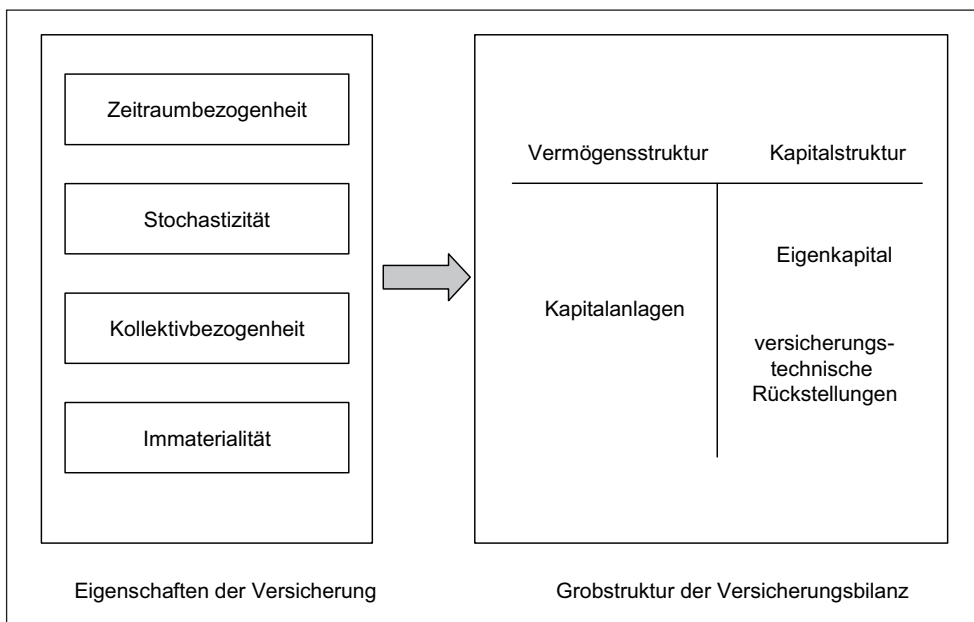 Zeitraumbezogenheit
Stochastizität
Kollektivbezogenheit
Immaterialität
Eigenschaften der Versicherung
Vermögensstruktur
Kapitalstruktur
Kapitalanlagen
Eigenkapital
versicherungs-
technische
Rückstellungen
Grobstruktur der Versicherungsbilanz